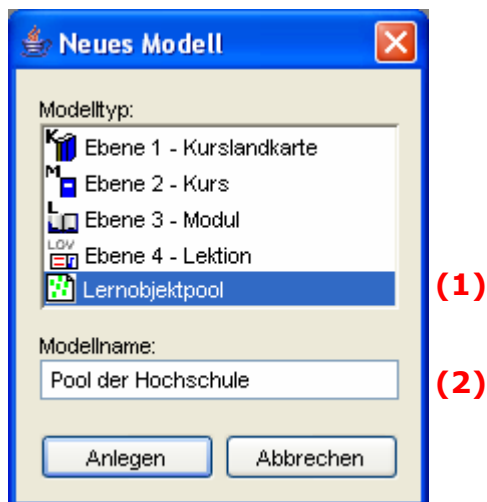 Neues Modell
Modelltyp:
K Ebene 1 - Kurslandkarte
M Ebene 2 - Kurs
L Ebene 3 - Modul
LOV Ebene 4 - Lektion
Lernobjektpool
(1)
Modellname:
Pool der Hochschule
(2)
Anlegen Abbrechen